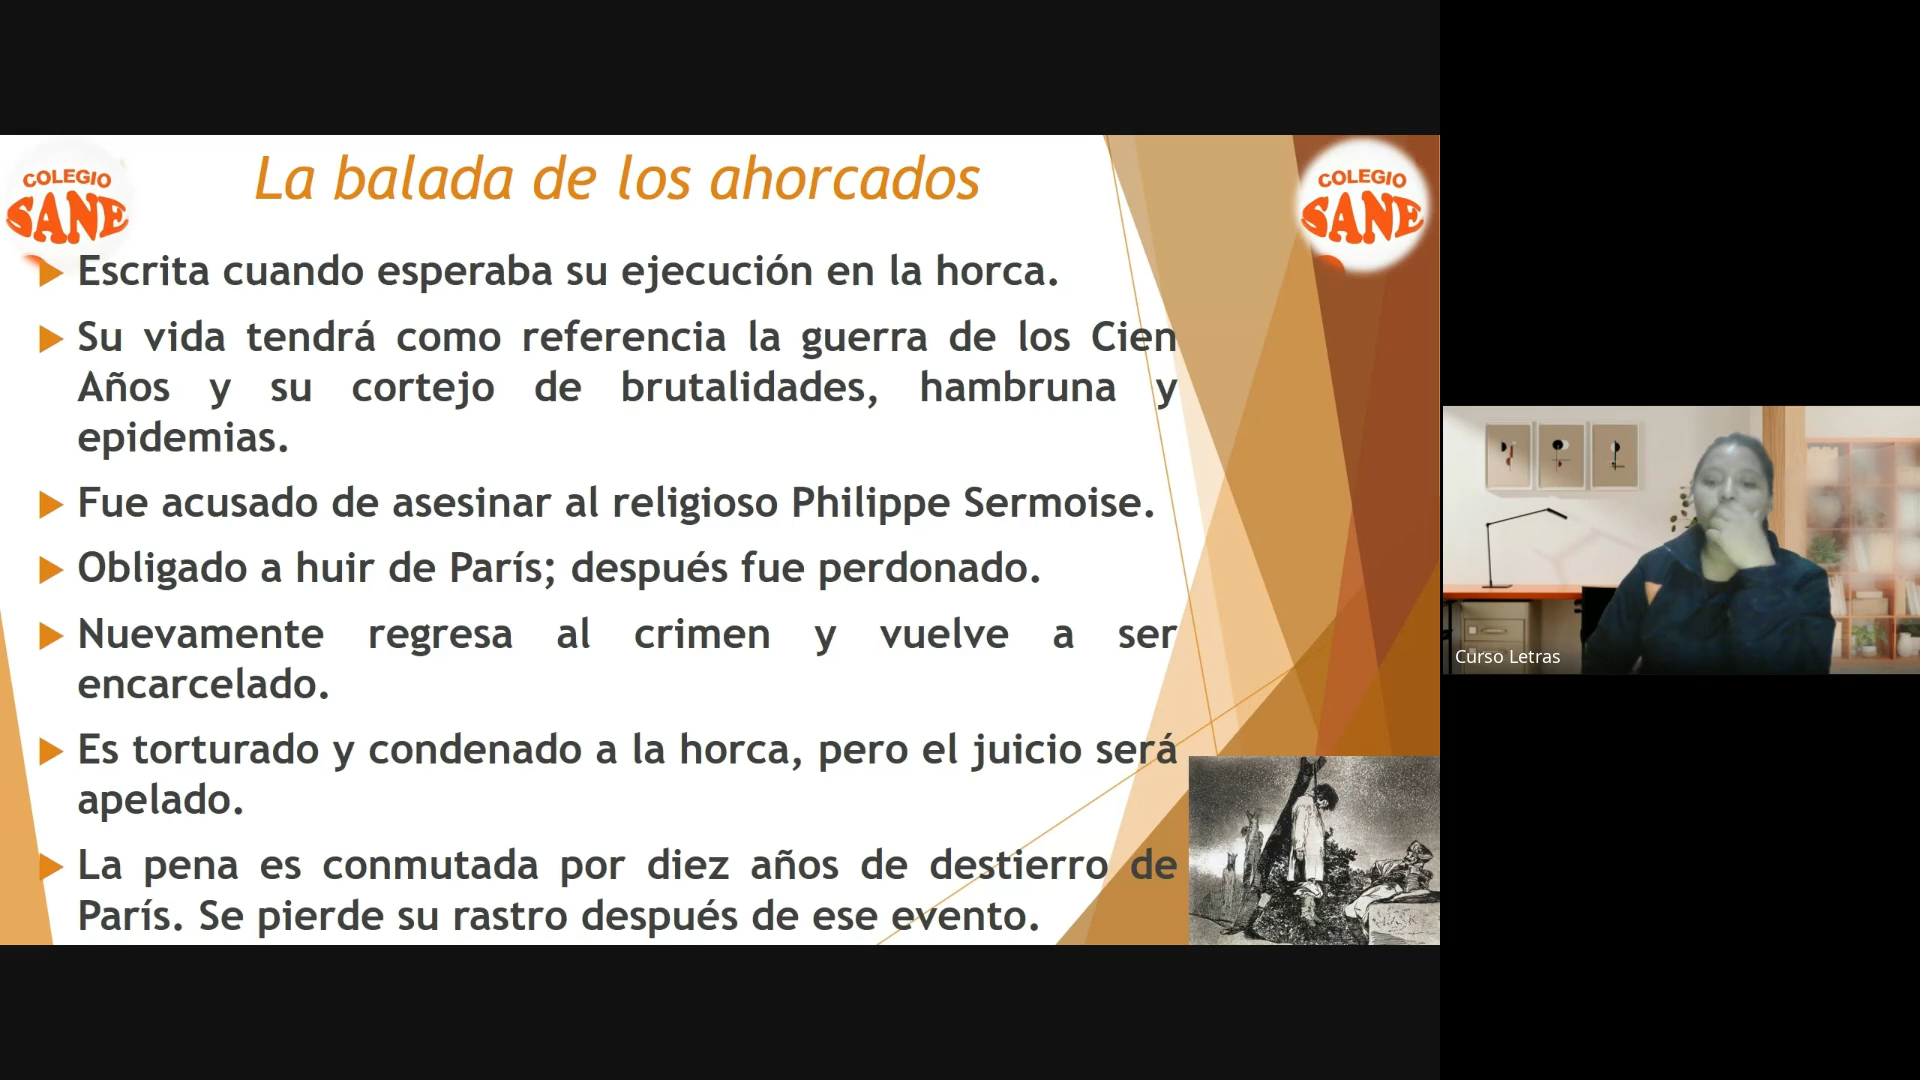 COLEGIO
SANE
La balada de los ahorcados
COLEGIO
SANE
Escrita cuando esperaba su ejecución en la horca.
Su vida tendrá como referencia la guerra de los Cien
Años y su cortejo de brutalidades, hambruna y
epidemias.
Fue acusado de asesinar al religioso Philippe Sermoise.
Obligado a huir de París; después fue perdonado.
Nuevamente regresa al crimen y vuelve a ser
encarcelado.
Es torturado y condenado a la horca, pero el juicio será
apelado.
La pena es conmutada por diez años de destierro de
París. Se pierde su rastro después de ese evento.
Curso Letras